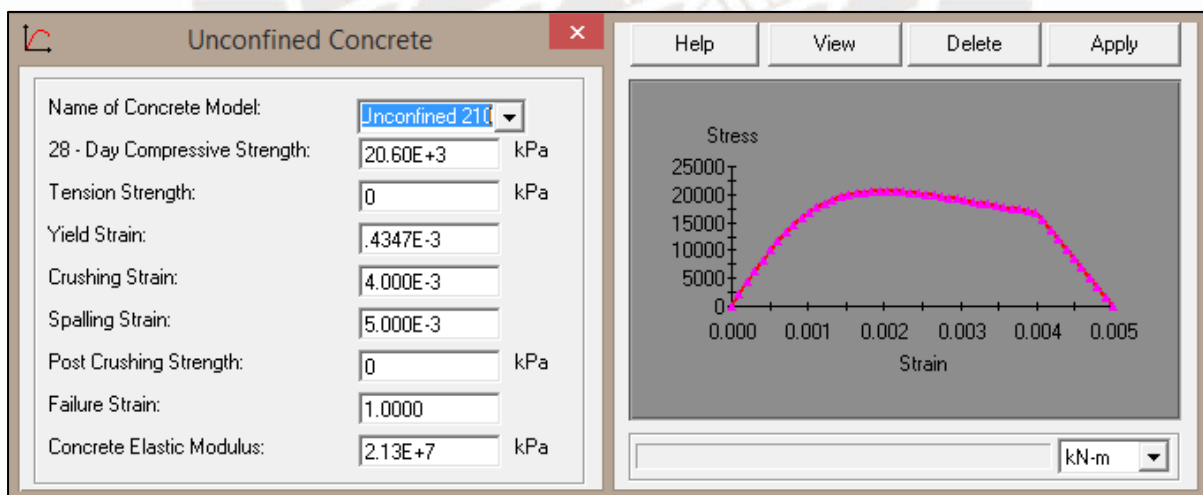 Unconfined Concrete
×
Name of Concrete Model: Unconfined 210
28 - Day Compressive Strength: 20.60E+3 kPa
Tension Strength: 0 kPa
Yield Strain: .4347E-3
Crushing Strain: 4.000E-3
Spalling Strain: 5.000E-3
Post Crushing Strength: 0 kPa
Failure Strain: 1.0000
Concrete Elastic Modulus: 2.13E+7 kPa
Help View Delete Apply
Stress
25000
20000
15000
10000
5000
0
0.000 0.001 0.002 0.003 0.004 0.005
Strain
kN-m